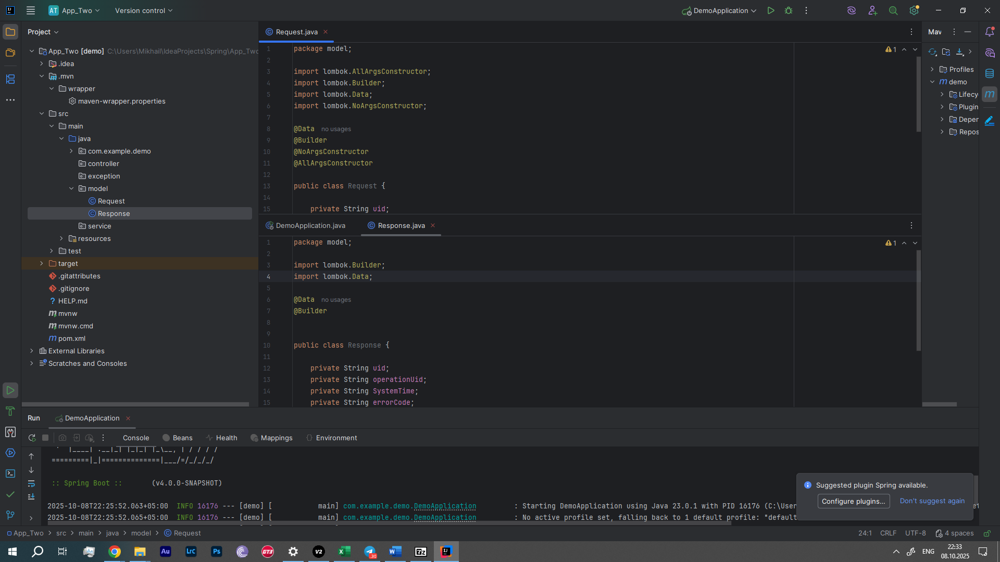 AT App_Two Version control DemoApplication
Project
Request.java
Mav
App_Two [demo] C:\Users\Mikhail\IdeaProjects\Spring\App_Two
.idea
.mvn
wrapper
maven-wrapper.properties
src
main
java
com.example.demo
controller
exception
model
Request
Response
service
resources
test
target
.gitattributes
.gitignore
HELP.md
mvnw
mvnw.cmd
pom.xml
External Libraries
Scratches and Consoles
1 package model;
1
2
3 import lombok.AllArgsConstructor;
4 import lombok.Builder;
5 import lombok.Data;
6 import lombok.NoArgsConstructor;
7
8 @Data no usages
9 @Builder
10 @NoArgsConstructor
11 @AllArgsConstructor
12
13 public class Request {
14
15 private String uid;
Profiles
demo
Lifecy
Plugin
Deper
Repos
DemoApplication.java Response.java
1 package model;
1
2
3 import lombok.Builder;
4 import lombok.Data;
5
6 @Data no usages
7 @Builder
8
9
10 public class Response {
11
12 private String uid;
13 private String operationUid;
14 private String SystemTime;
15 private String errorCode;
Run DemoApplication
Console Beans Health Mappings Environment
=========|_|==============|___/=/_/_/_/
:: Spring Boot :: (v4.0.0-SNAPSHOT)
2025-10-08T22:25:52.063+05:00 INFO 16176 --- [demo] [ main] com.example.demo.DemoApplication : Starting DemoApplication using Java 23.0.1 with PID 16176 (C:\User
2025-10-08T22:25:52.065+05:00 INFO 16176 --- [demo] [ main] com.example.demo.DemoApplication : No active profile set, falling back to 1 default profile: "default
Suggested plugin Spring available.
Configure plugins... Don't suggest again
App_Two src main java model Request
24:1 CRLF UTF-8 4 spaces
Au Lrc Ps GT3 V2 X .30 W 7z IJ
ENG
22:33
08.10.2025